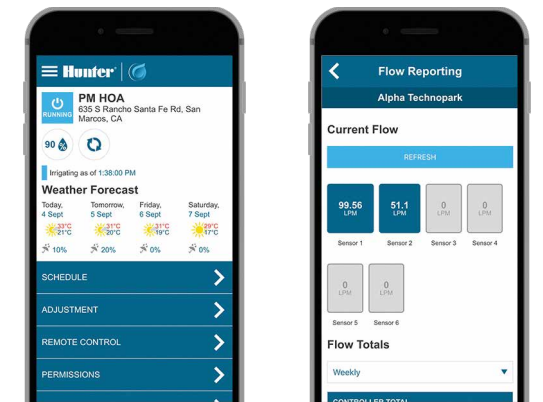 Hunter
RUNNING
PM HOA
635 S Rancho Santa Fe Rd, San
Marcos, CA
90 %
Irrigating as of 1:38:00 PM
Weather Forecast
Today, Tomorrow, Friday, Saturday,
4 Sept 5 Sept 6 Sept 7 Sept
33°C 31°C 31°C 29°C
21°C 20°C 19°C 17°C
10% 20% 0% 0%
SCHEDULE
ADJUSTMENT
REMOTE CONTROL
PERMISSIONS
Flow Reporting
Alpha Technopark
Current Flow
REFRESH
99.56 51.1 0 0
LPM LPM LPM LPM
Sensor 1 Sensor 2 Sensor 3 Sensor 4
0 0
LPM LPM
Sensor 5 Sensor 6
Flow Totals
Weekly
CONTROLLER TOTAL